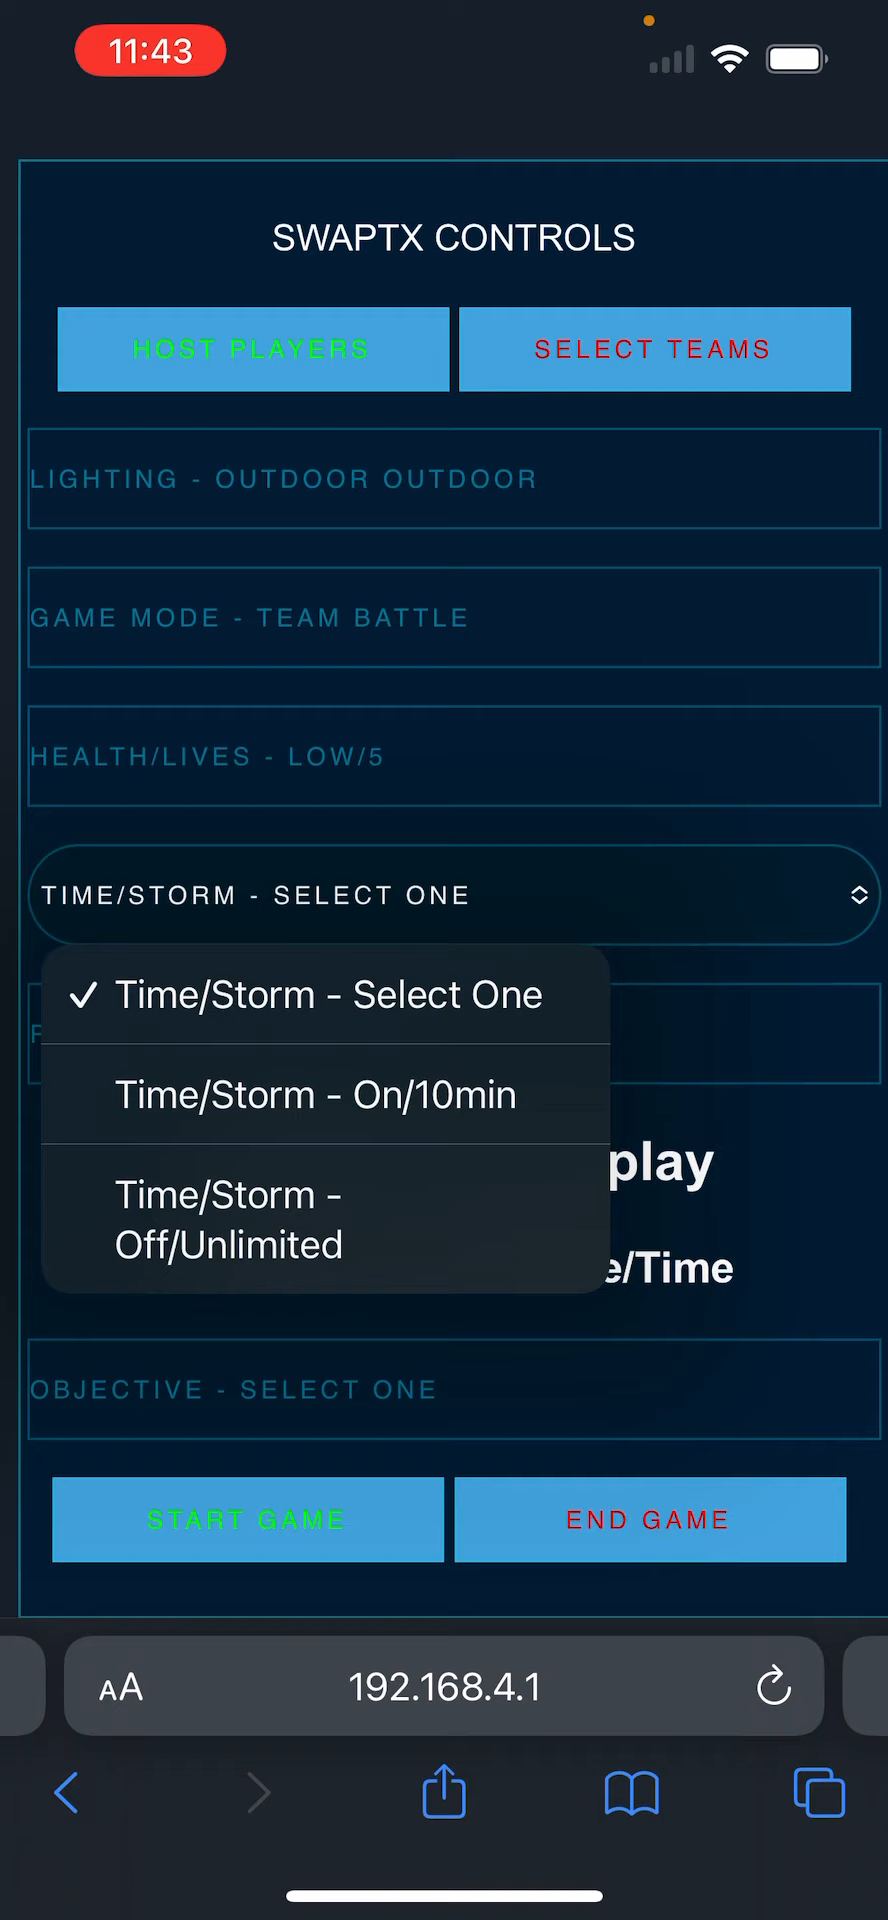 11:43
SWAPTX CONTROLS
HOST PLAYERS SELECT TEAMS
LIGHTING - OUTDOOR OUTDOOR
GAME MODE - TEAM BATTLE
HEALTH/LIVES - LOW/5
TIME/STORM - SELECT ONE
✓ Time/Storm - Select One
Time/Storm - On/10min
Time/Storm -
Off/Unlimited
play
e/Time
OBJECTIVE - SELECT ONE
START GAME END GAME
AA 192.168.4.1